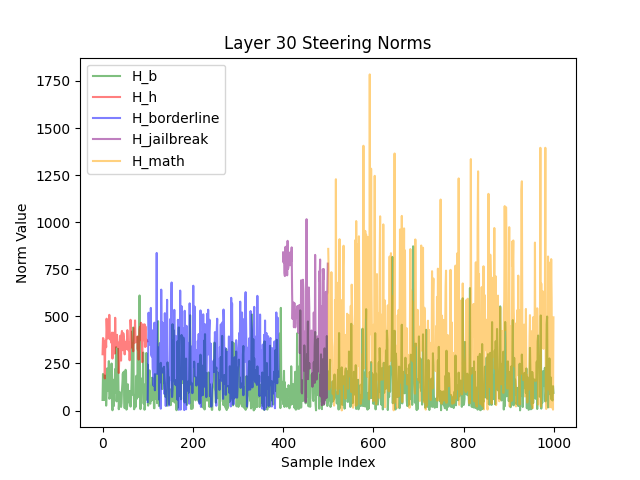 Layer 30 Steering Norms
H_b
H_h
H_borderline
H_jailbreak
H_math
Norm Value
1750
1500
1250
1000
750
500
250
0
0 200 400 600 800 1000
Sample Index